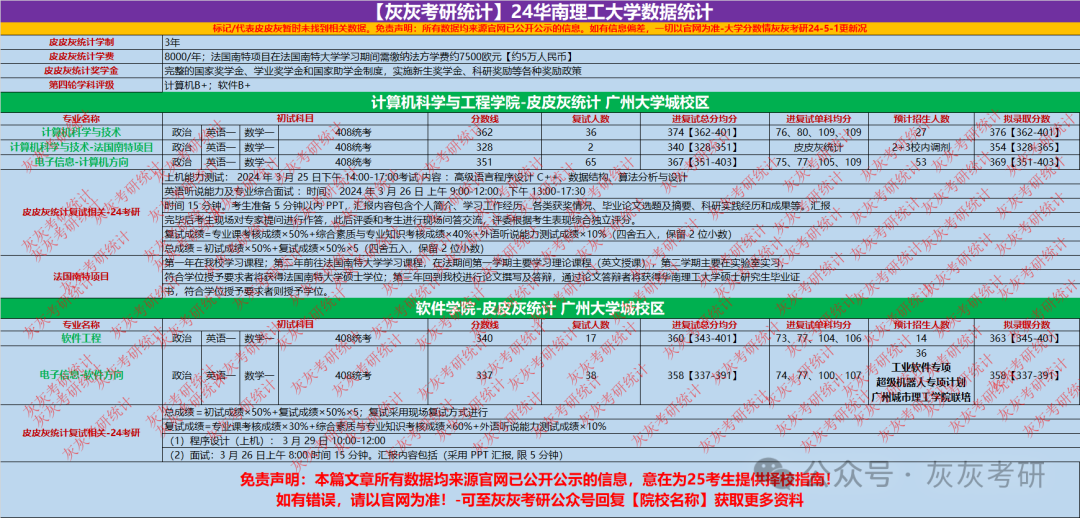 【灰灰考研统计】24华南理工大学数据统计
标记/代表皮皮灰暂时未找到相关数据。免责声明：所有数据均来源官网已公开公示的信息。如有信息偏差，一切以官网为准-大学分数情灰灰考研24-5-1更新况
皮皮灰统计学制 3年
皮皮灰统计学费 8000/年；法国南特项目在法国南特大学学习期间需缴纳法方学费约7500欧元【约5万人民币】
皮皮灰统计奖学金 完整的国家奖学金、学业奖学金和国家助学金制度，实施新生奖学金、科研奖励等各种奖励政策
第四轮学科评级 计算机B+；软件B+
计算机科学与工程学院-皮皮灰统计 广州大学城校区
专业名称 初试科目 分数线 复试人数 进复试总分均分 进复试单科均分 预计招生人数 拟录取分数
计算机科学与技术 政治 英语一 数学一 408统考 362 36 374【362-401】 76、80、109、109 27 376【362-401】
计算机科学与技术-法国南特项目 政治 英语一 数学一 408统考 328 2 340【328-351】 皮皮灰统计 2+3校内调剂 354【328-365】
电子信息-计算机方向 政治 英语一 数学一 408统考 351 65 367【351-403】 75、77、105、109 53 369【351-403】
皮皮灰统计复试相关-24考研
上机能力测试： 2024 年 3 月 25 日下午 14:00-17:00考试 内容：高级语言程序设计 C++、数据结构、算法分析与设计
英语听说能力及专业综合面试：时间： 2024 年 3 月 26 日 上午 9:00-12:00，下午 13:00-17:30
时间 15 分钟。考生准备 5 分钟以内 PPT，汇报内容包含个人简介、学习工作经历、各类获奖情况、毕业论文选题及摘要、科研实践经历和成果等。汇报
完毕后考生现场对专家提问进行作答，此后评委和考生进行现场问答交流，评委根据考生表现综合独立评分。
复试成绩=专业课考核成绩×50%+综合素质与专业知识考核成绩×40%+外语听说能力测试成绩×10%（四舍五入，保留 2 位小数）
总成绩＝初试成绩×50%+复试成绩×50%×5（四舍五入，保留 2 位小数）
法国南特项目
第一年在我校学习课程；第二年前往法国南特大学学习课程，在法期间第一学期主要学习理论课程（英文授课），第二学期主要在实验室实习，
符合学位授予要求者将获得法国南特大学硕士学位；第三年回到我校进行论文撰写及答辩，通过论文答辩者将获得华南理工大学硕士研究生毕业证
书，符合学位授予要求者则授予学位。
软件学院-皮皮灰统计 广州大学城校区
专业名称 初试科目 分数线 复试人数 进复试总分均分 进复试单科均分 预计招生人数 拟录取分数
软件工程 政治 英语一 数学一 408统考 340 17 360【343-401】 73、77、104、106 14 363【345-401】
电子信息-软件方向 政治 英语一 数学一 408统考 337 38 358【337-391】 74、77、100、107 36 358【337-391】
工业软件专项
超级机器人专项计划
广州城市理工学院联培
皮皮灰统计复试相关-24考研
总成绩＝初试成绩×50%+复试成绩×50%×5；复试采用现场复试方式进行
复试成绩=专业课考核成绩×30%+综合素质与专业知识考核成绩×60%+外语听说能力测试成绩×10%
（1）程序设计（上机）： 3 月 29 日 10:00-12:00
（2）面试：3 月 26 日上午 8:00 时间 15 分钟。汇报内容包括（采用 PPT 汇报, 限 5 分钟）
免责声明：本篇文章所有数据均来源官网已公开公示的信息，意在为25考生提供择校指南！
如有错误，请以官网为准！-可至灰灰考研公众号回复【院校名称】获取更多资料
公众号 · 灰灰考研
灰灰考研统计